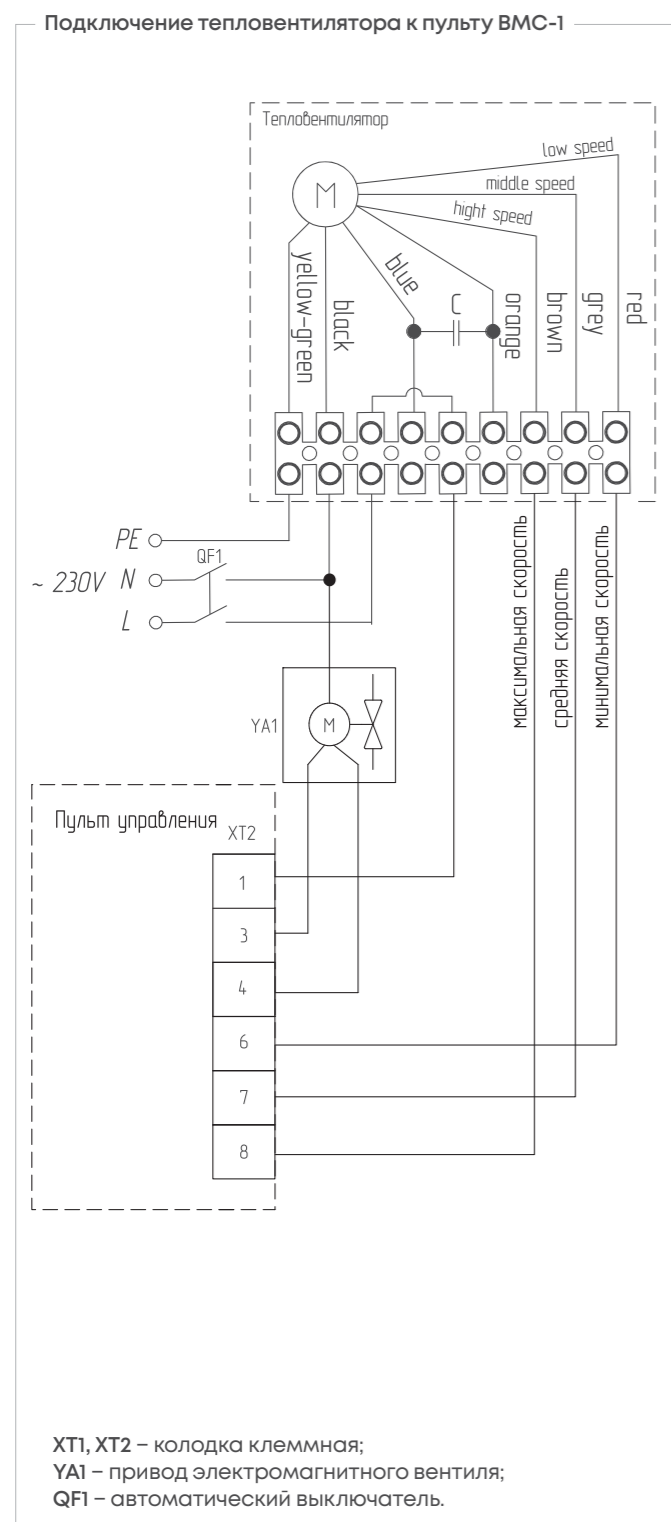 Подключение тепловентилятора к пульту ВМС-1
Тепловентилятор
low speed
middle speed
hight speed
M
yellow-green
black
blue
C
orange
brown
grey
red
PE
QF1
~ 230V N
L
максимальная скорость
средняя скорость
минимальная скорость
YA1
M
Пульт управления
XT2
1
3
4
6
7
8
XT1, XT2 – колодка клеммная;
YA1 – привод электромагнитного вентиля;
QF1 – автоматический выключатель.